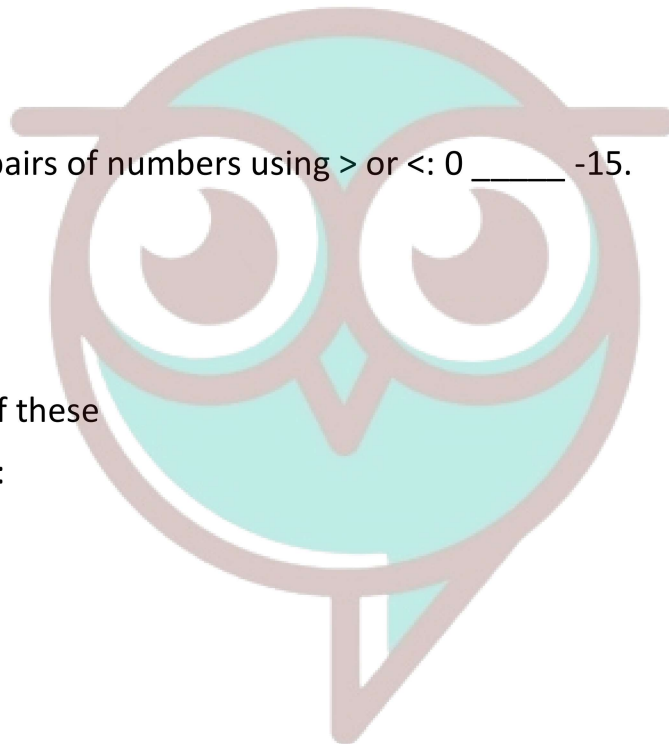 pairs of numbers using > or <: 0 _____ -15.
f these
: